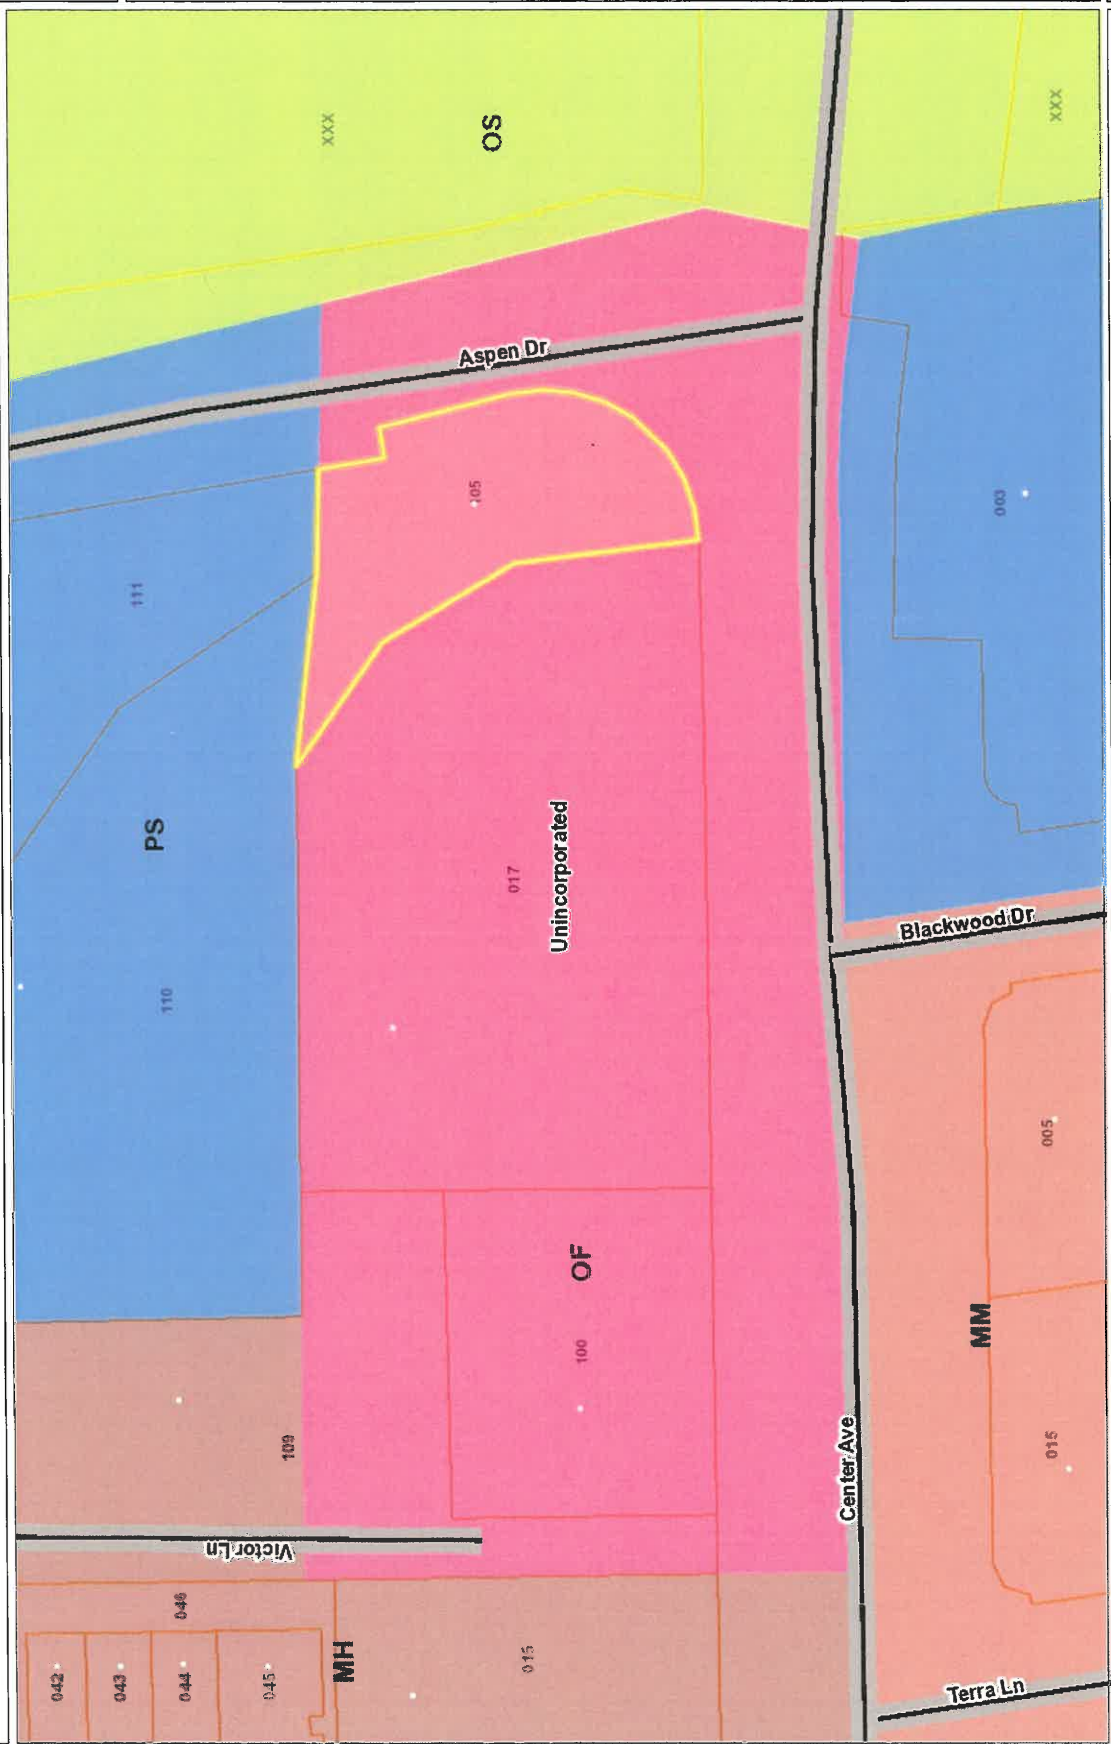 042
043
111
PS
110
046
044
Victor Ln
045
109
XXX
MH
105
OS
Aspen Dr
017
015
Unincorporated
100
OF
Center Ave
Blackwood Dr
MM
Terra Ln
003
005
015
XXX